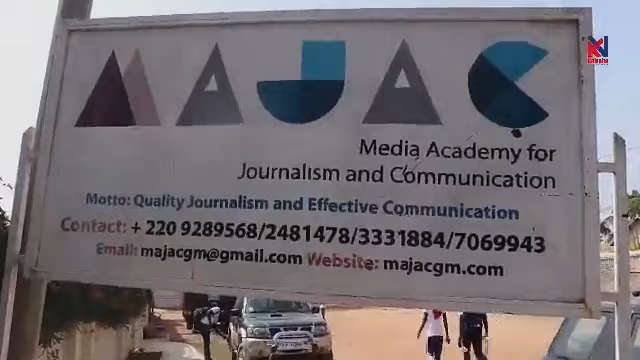 MAJAC
Media Academy for
Journalism and Communication
Motto: Quality Journalism and Effective Communication
Contact: + 220 9289568/2481478/3331884/7069943
Email: majacgm@gmail.com Website: majacgm.com